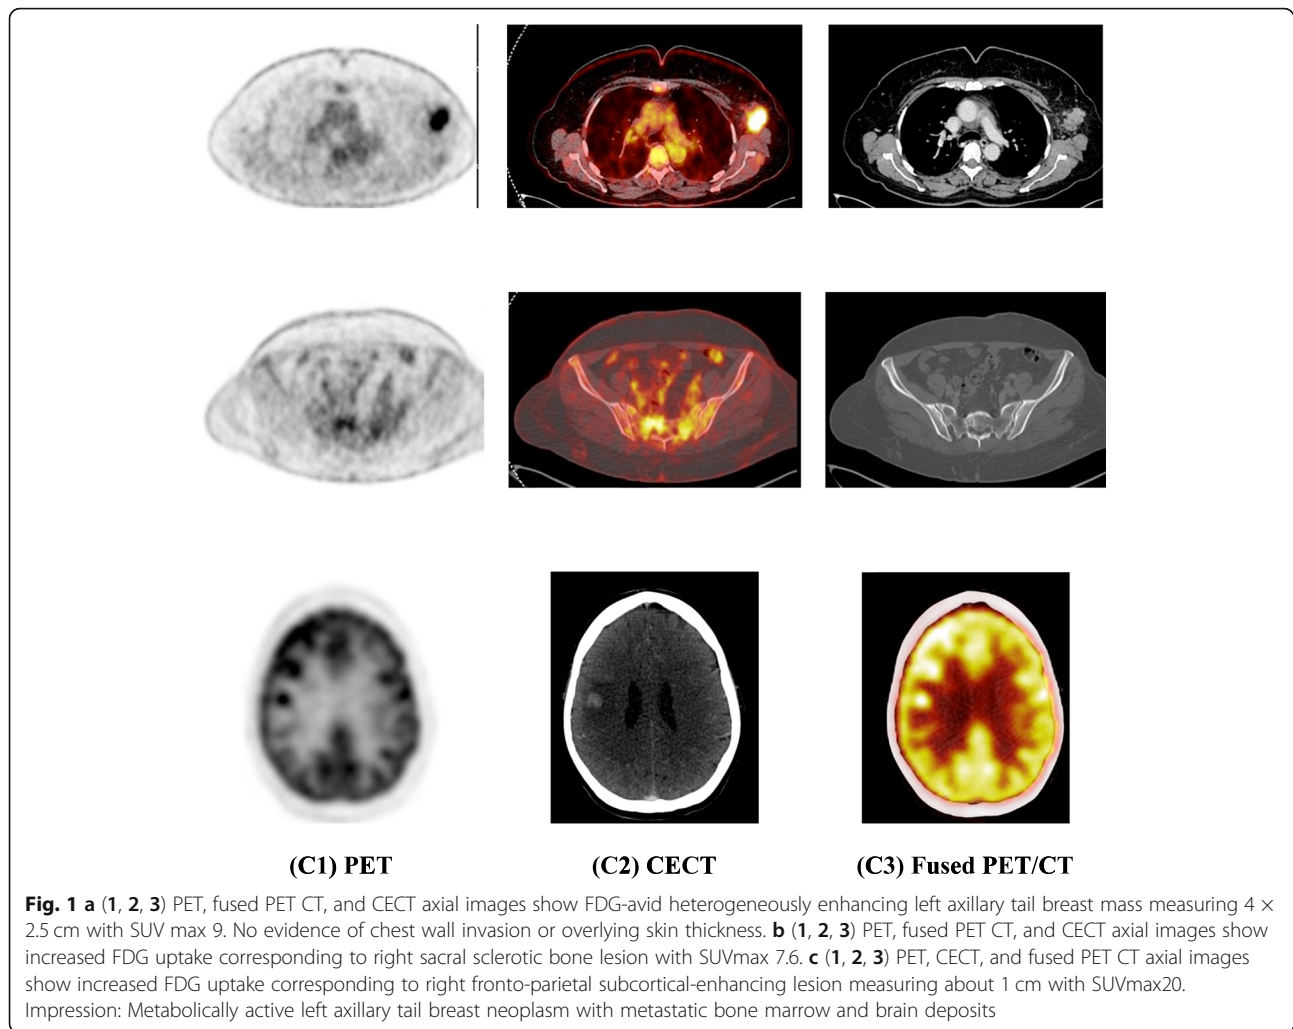 (C1) PET
(C2) CECT
(C3) Fused PET/CT
Fig. 1 a (1, 2, 3) PET, fused PET CT, and CECT axial images show FDG-avid heterogeneously enhancing left axillary tail breast mass measuring 4 ×
2.5 cm with SUV max 9. No evidence of chest wall invasion or overlying skin thickness. b (1, 2, 3) PET, fused PET CT, and CECT axial images show
increased FDG uptake corresponding to right sacral sclerotic bone lesion with SUVmax 7.6. c (1, 2, 3) PET, CECT, and fused PET CT axial images
show increased FDG uptake corresponding to right fronto-parietal subcortical-enhancing lesion measuring about 1 cm with SUVmax20.
Impression: Metabolically active left axillary tail breast neoplasm with metastatic bone marrow and brain deposits